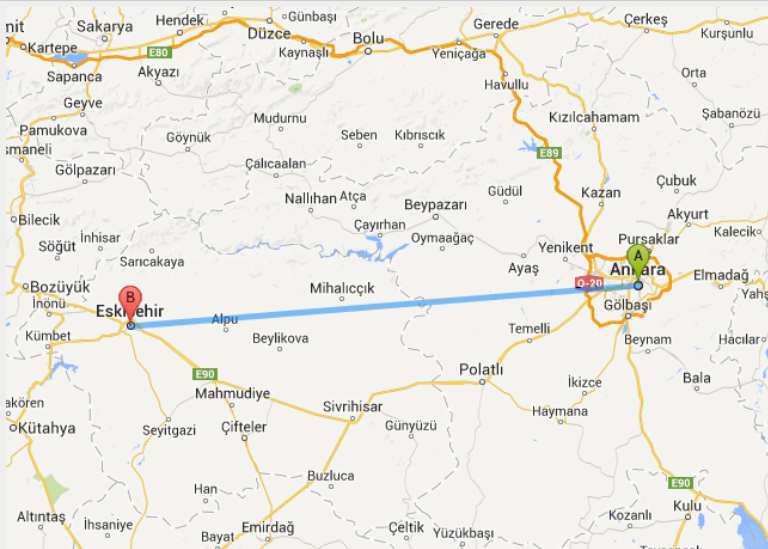 mit
Sakarya
Hendek
Günbaşı
Gerede
Çerkeş
Kurşunlu
Kartepe
E80
Düzce
Kaynaşlı
Bolu
Yeniçağa
Sapanca
Akyazı
Havullu
Orta
Geyve
Pamukova
Mudurnu
Seben
Kıbrıscık
Kızılcahamam
Şabanözü
smaneli
Göynük
E89
Gölpazarı
Çalıcaalan
Nallıhan
Atça
Beypazarı
Güdül
Kazan
Çubuk
Bilecik
Çayırhan
Akyurt
Söğüt
İnhisar
Sarıcakaya
Oymaağaç
Yenikent
Pursaklar
Kalecik
A
Ankara
Ayaş
Elmadağ
Bozüyük
İnönü
B
Eskişehir
Mihalıççık
O-20
Gölbaşı
Yahş
Kümbet
Alpu
Beylikova
Temelli
Beynam
Hacılar
E90
Polatlı
Bala
Mahmudiye
İkizce
akören
Kütahya
Seyitgazi
Çifteler
Sivrihisar
Günyüzü
Haymana
Buzluca
E90
Han
Kulu
Altıntaş
İhsaniye
Bayat
Emirdağ
Çeltik
Yüzükbaşı
Kozanlı